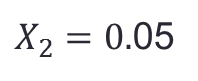 X₂ = 0.05